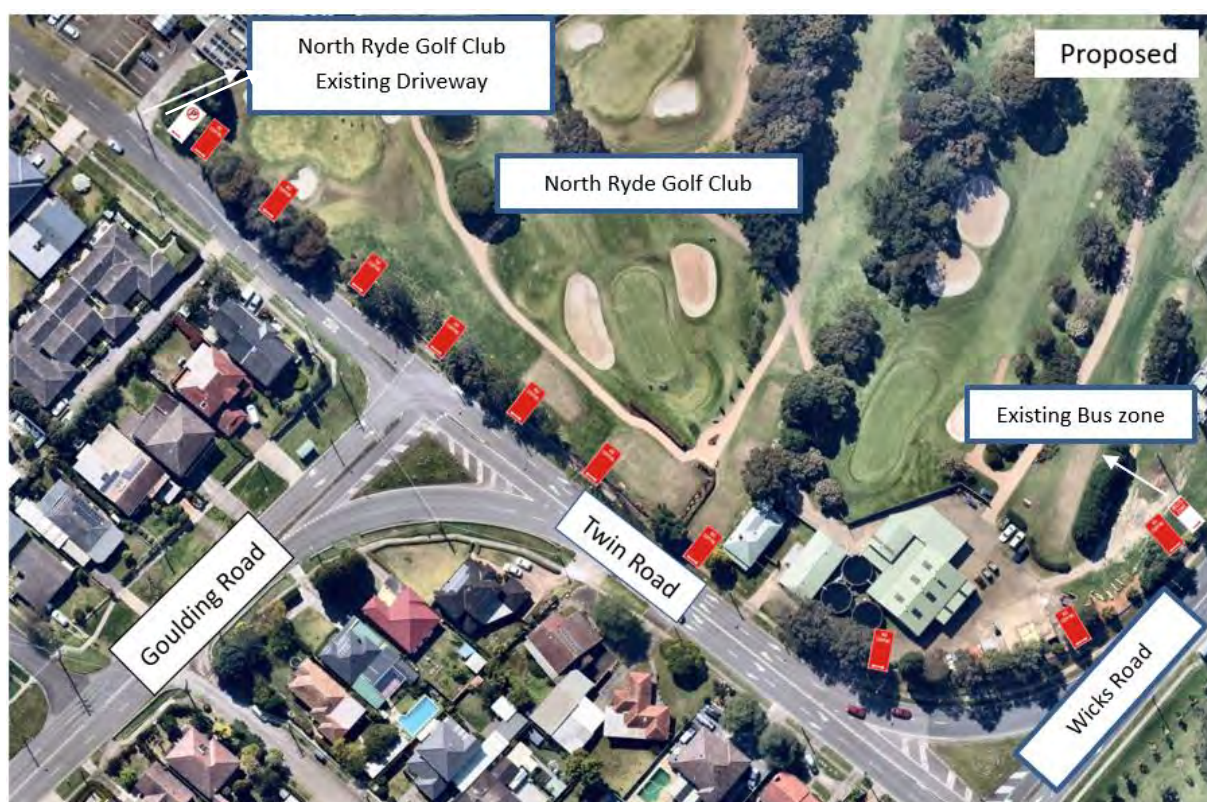 North Ryde Golf Club
Existing Driveway
Proposed
North Ryde Golf Club
Existing Bus zone
Goulding Road
Twin Road
Wicks Road